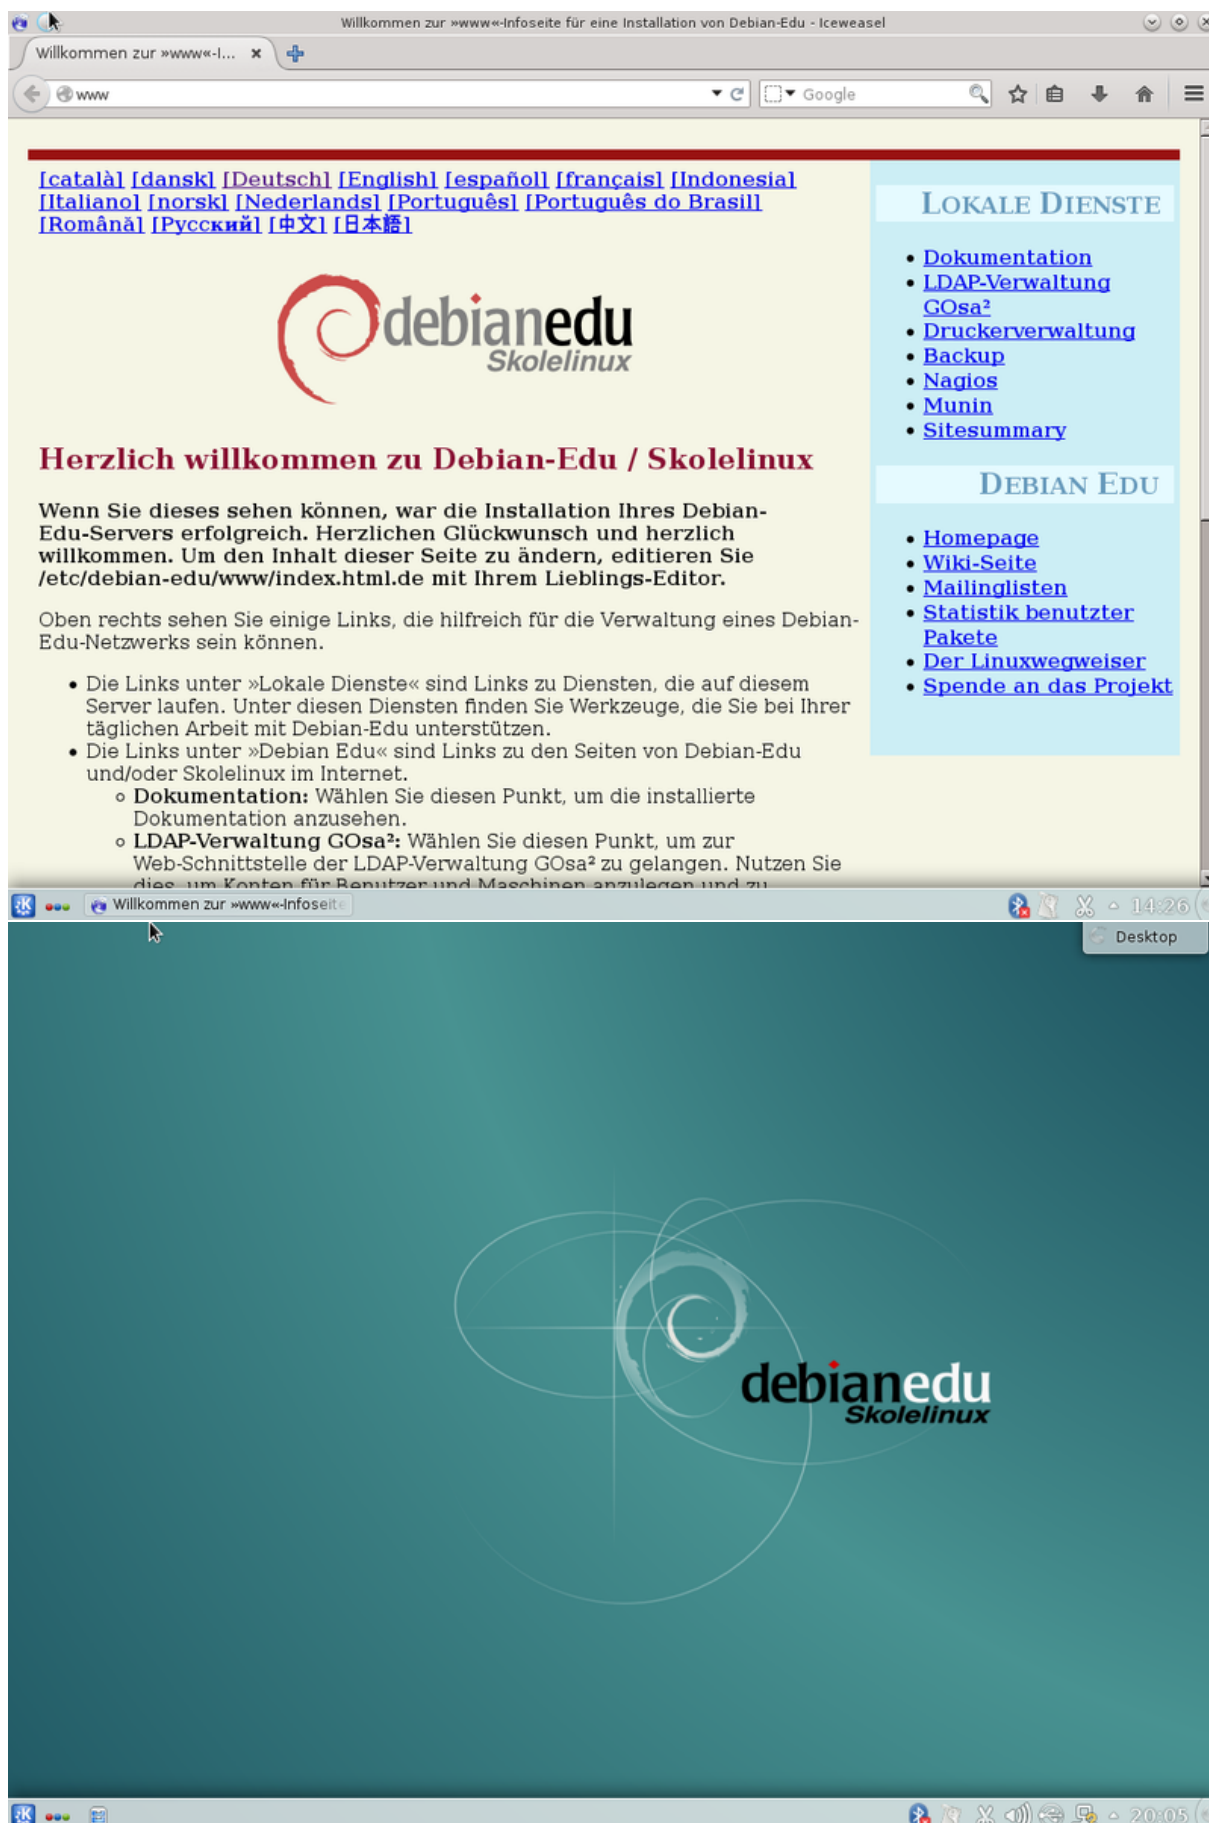 Willkommen zur »www«-Infoseite für eine Installation von Debian-Edu - Iceweasel
Willkommen zur »www«-I...
www
Google
[català] [dansk] [Deutsch] [English] [español] [français] [Indonesia]
[Italiano] [norsk] [Nederlands] [Português] [Português do Brasil]
[Română] [Русский] [中文] [日本語]
debianedu
Skolelinux
Herzlich willkommen zu Debian-Edu / Skolelinux
Wenn Sie dieses sehen können, war die Installation Ihres Debian-
Edu-Servers erfolgreich. Herzlichen Glückwunsch und herzlich
willkommen. Um den Inhalt dieser Seite zu ändern, editieren Sie
/etc/debian-edu/www/index.html.de mit Ihrem Lieblings-Editor.
Oben rechts sehen Sie einige Links, die hilfreich für die Verwaltung eines Debian-
Edu-Netzwerks sein können.
• Die Links unter »Lokale Dienste« sind Links zu Diensten, die auf diesem
Server laufen. Unter diesen Diensten finden Sie Werkzeuge, die Sie bei Ihrer
täglichen Arbeit mit Debian-Edu unterstützen.
• Die Links unter »Debian Edu« sind Links zu den Seiten von Debian-Edu
und/oder Skolelinux im Internet.
◦ Dokumentation: Wählen Sie diesen Punkt, um die installierte
Dokumentation anzusehen.
◦ LDAP-Verwaltung GOsa²: Wählen Sie diesen Punkt, um zur
Web-Schnittstelle der LDAP-Verwaltung GOsa² zu gelangen. Nutzen Sie
dies, um Konten für Benutzer und Maschinen anzulegen und zu
LOKALE DIENSTE
• Dokumentation
• LDAP-Verwaltung
GOsa²
• Druckerverwaltung
• Backup
• Nagios
• Munin
• Sitesummary
DEBIAN EDU
• Homepage
• Wiki-Seite
• Mailinglisten
• Statistik benutzter
Pakete
• Der Linuxwegweiser
• Spende an das Projekt
Willkommen zur »www«-Infoseite
14:26
Desktop
debianedu
Skolelinux
20:05